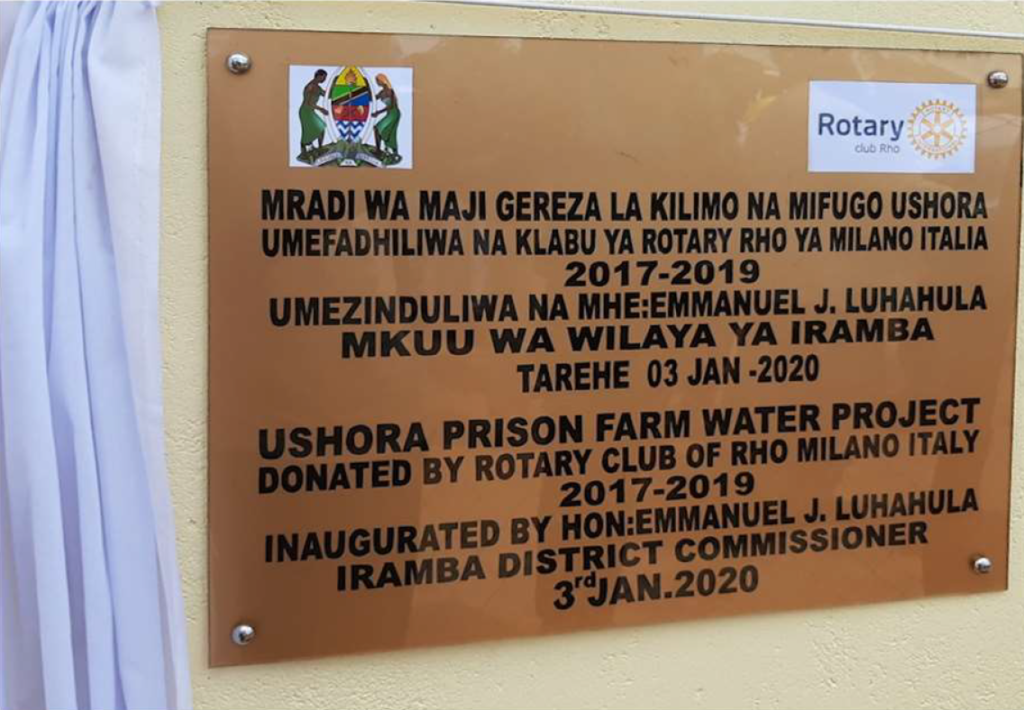 Rotary
club Rho
MRADI WA MAJI GEREZA LA KILIMO NA MIFUGO USHORA
UMEFADHILIWA NA KLABU YA ROTARY RHO YA MILANO ITALIA
2017-2019
UMEZINDULIWA NA MHE:EMMANUEL J. LUHAHULA
MKUU WA WILAYA YA IRAMBA
TAREHE 03 JAN -2020
USHORA PRISON FARM WATER PROJECT
DONATED BY ROTARY CLUB OF RHO MILANO ITALY
2017-2019
INAUGURATED BY HON:EMMANUEL J. LUHAHULA
IRAMBA DISTRICT COMMISSIONER
3rdJAN.2020